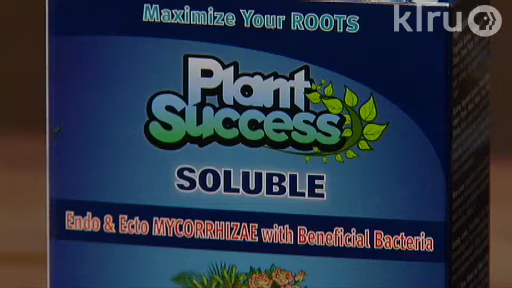 Maximize Your ROOTS
klru
Plant
Success
SOLUBLE
Endo & Ecto MYCORRHIZAE with Beneficial Bacteria